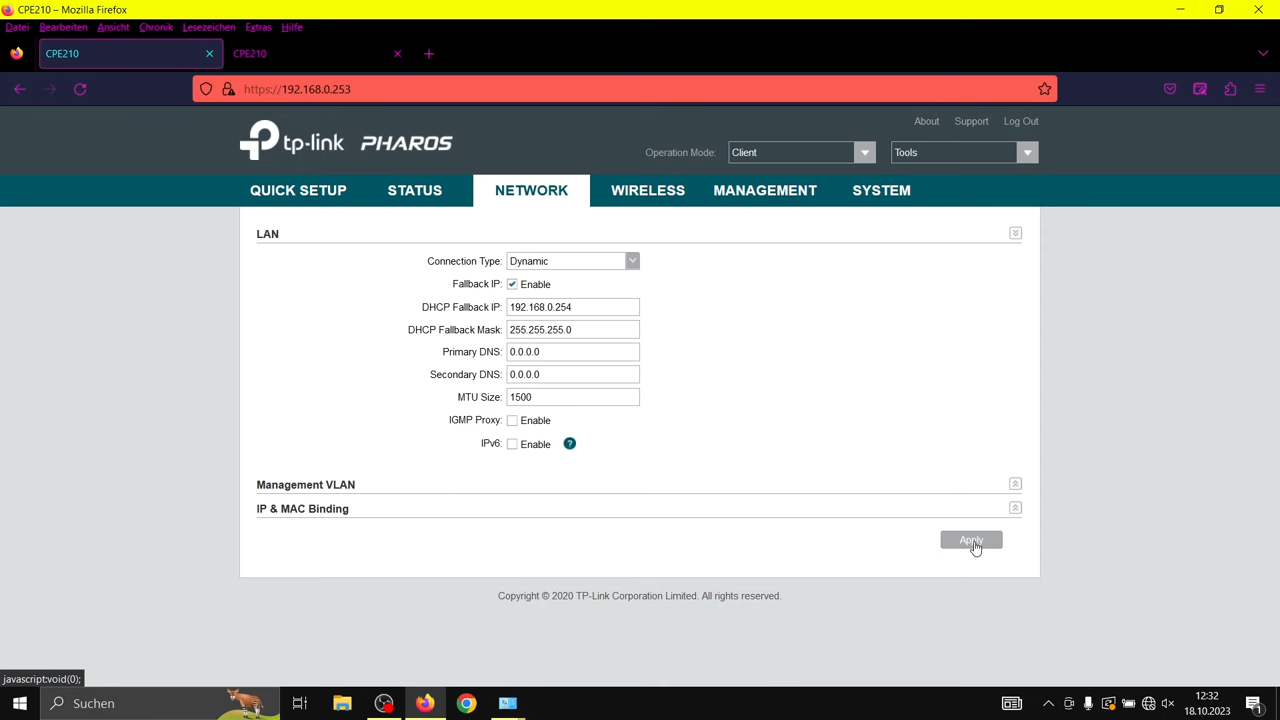 CPE210 – Mozilla Firefox
Datei Bearbeiten Ansicht Chronik Lesezeichen Extras Hilfe
CPE210 CPE210
https://192.168.0.253
About Support Log Out
tp-link PHAROS
Operation Mode: Client Tools
QUICK SETUP STATUS NETWORK WIRELESS MANAGEMENT SYSTEM
LAN
Connection Type: Dynamic
Fallback IP: Enable
DHCP Fallback IP: 192.168.0.254
DHCP Fallback Mask: 255.255.255.0
Primary DNS: 0.0.0.0
Secondary DNS: 0.0.0.0
MTU Size: 1500
IGMP Proxy: Enable
IPv6: Enable ?
Management VLAN
IP & MAC Binding
Apply
Copyright © 2020 TP-Link Corporation Limited. All rights reserved.
javascript:void(0);
Suchen
12:32
18.10.2023
1